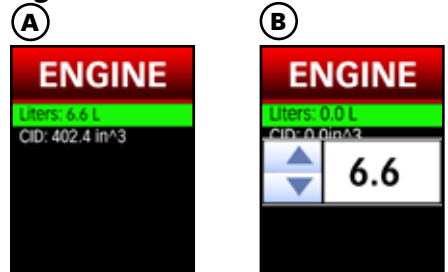 A
ENGINE
Liters: 6.6 L
CID: 402.4 in^3
B
ENGINE
Liters: 0.0 L
CID: 0.0in^3
6.6